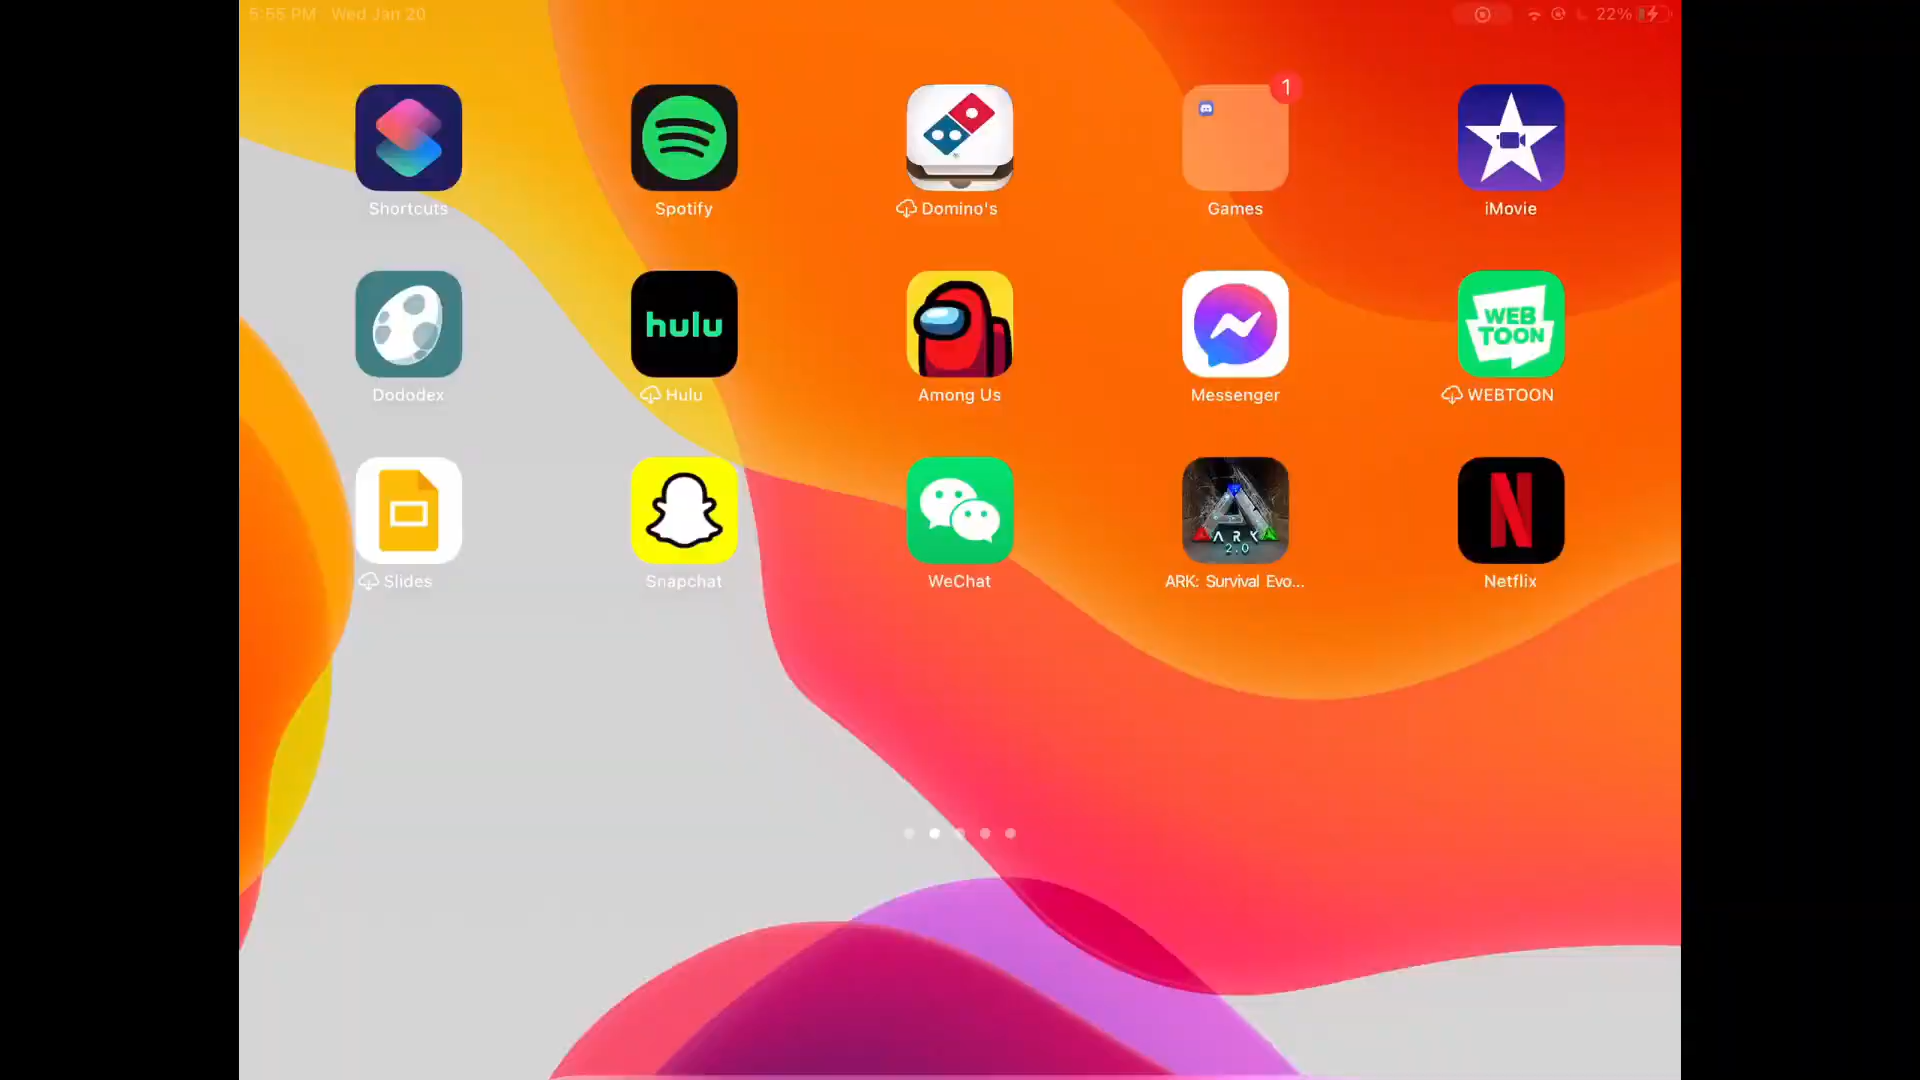 5:55 PM Wed Jan 20
22%
1
Shortcuts
Spotify
Domino's
Games
iMovie
hulu
WEB
TOON
Dododex
Hulu
Among Us
Messenger
WEBTOON
ARK
2.0
N
Slides
Snapchat
WeChat
ARK: Survival Evo...
Netflix